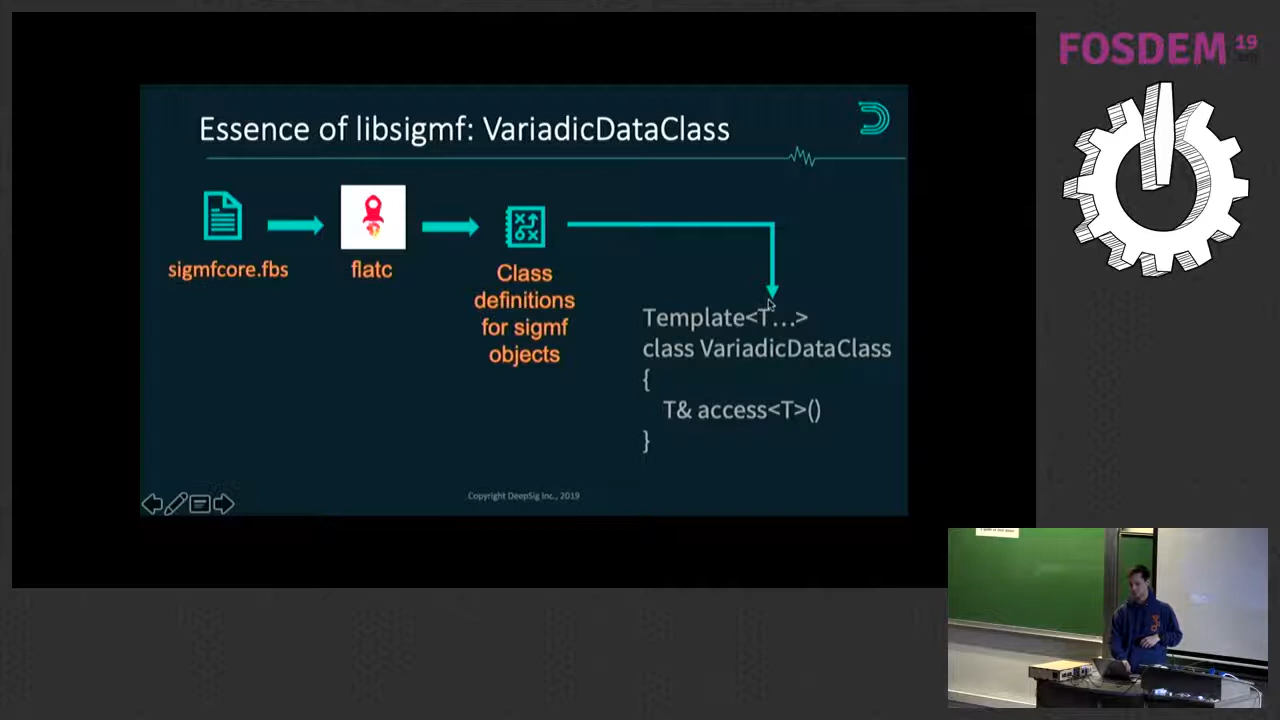 FOSDEM 19
Essence of libsigmf: VariadicDataClass
sigmfcore.fbs
flatc
Class
definitions
for sigmf
objects
Template<T...>
class VariadicDataClass
{
T& access<T>()
}
Copyright DeepSig Inc., 2019